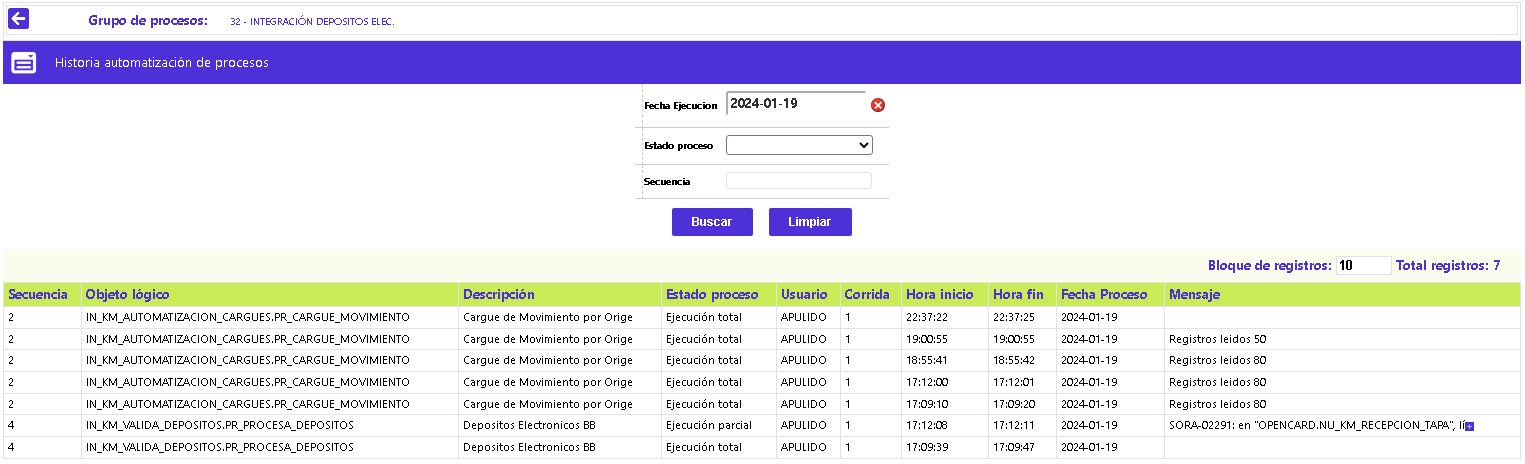 Grupo de procesos: 32 - INTEGRACIÓN DEPOSITOS ELEC.
Historia automatización de procesos
Fecha Ejecucion 2024-01-19
Estado proceso
Secuencia
Buscar Limpiar
Bloque de registros: 10 Total registros: 7
Secuencia Objeto lógico Descripción Estado proceso Usuario Corrida Hora inicio Hora fin Fecha Proceso Mensaje
2 IN_KM_AUTOMATIZACION_CARGUES.PR_CARGUE_MOVIMIENTO Cargue de Movimiento por Orige Ejecución total APULIDO 1 22:37:22 22:37:25 2024-01-19
2 IN_KM_AUTOMATIZACION_CARGUES.PR_CARGUE_MOVIMIENTO Cargue de Movimiento por Orige Ejecución total APULIDO 1 19:00:55 19:00:55 2024-01-19 Registros leidos 50
2 IN_KM_AUTOMATIZACION_CARGUES.PR_CARGUE_MOVIMIENTO Cargue de Movimiento por Orige Ejecución total APULIDO 1 18:55:41 18:55:42 2024-01-19 Registros leidos 80
2 IN_KM_AUTOMATIZACION_CARGUES.PR_CARGUE_MOVIMIENTO Cargue de Movimiento por Orige Ejecución total APULIDO 1 17:12:00 17:12:01 2024-01-19 Registros leidos 80
2 IN_KM_AUTOMATIZACION_CARGUES.PR_CARGUE_MOVIMIENTO Cargue de Movimiento por Orige Ejecución total APULIDO 1 17:09:10 17:09:20 2024-01-19 Registros leidos 80
4 IN_KM_VALIDA_DEPOSITOS.PR_PROCESA_DEPOSITOS Depositos Electronicos BB Ejecución parcial APULIDO 1 17:12:08 17:12:11 2024-01-19 SORA-02291: en "OPENCARD.NU_KM_RECEPCION_TAPA", lí
4 IN_KM_VALIDA_DEPOSITOS.PR_PROCESA_DEPOSITOS Depositos Electronicos BB Ejecución total APULIDO 1 17:09:39 17:09:47 2024-01-19